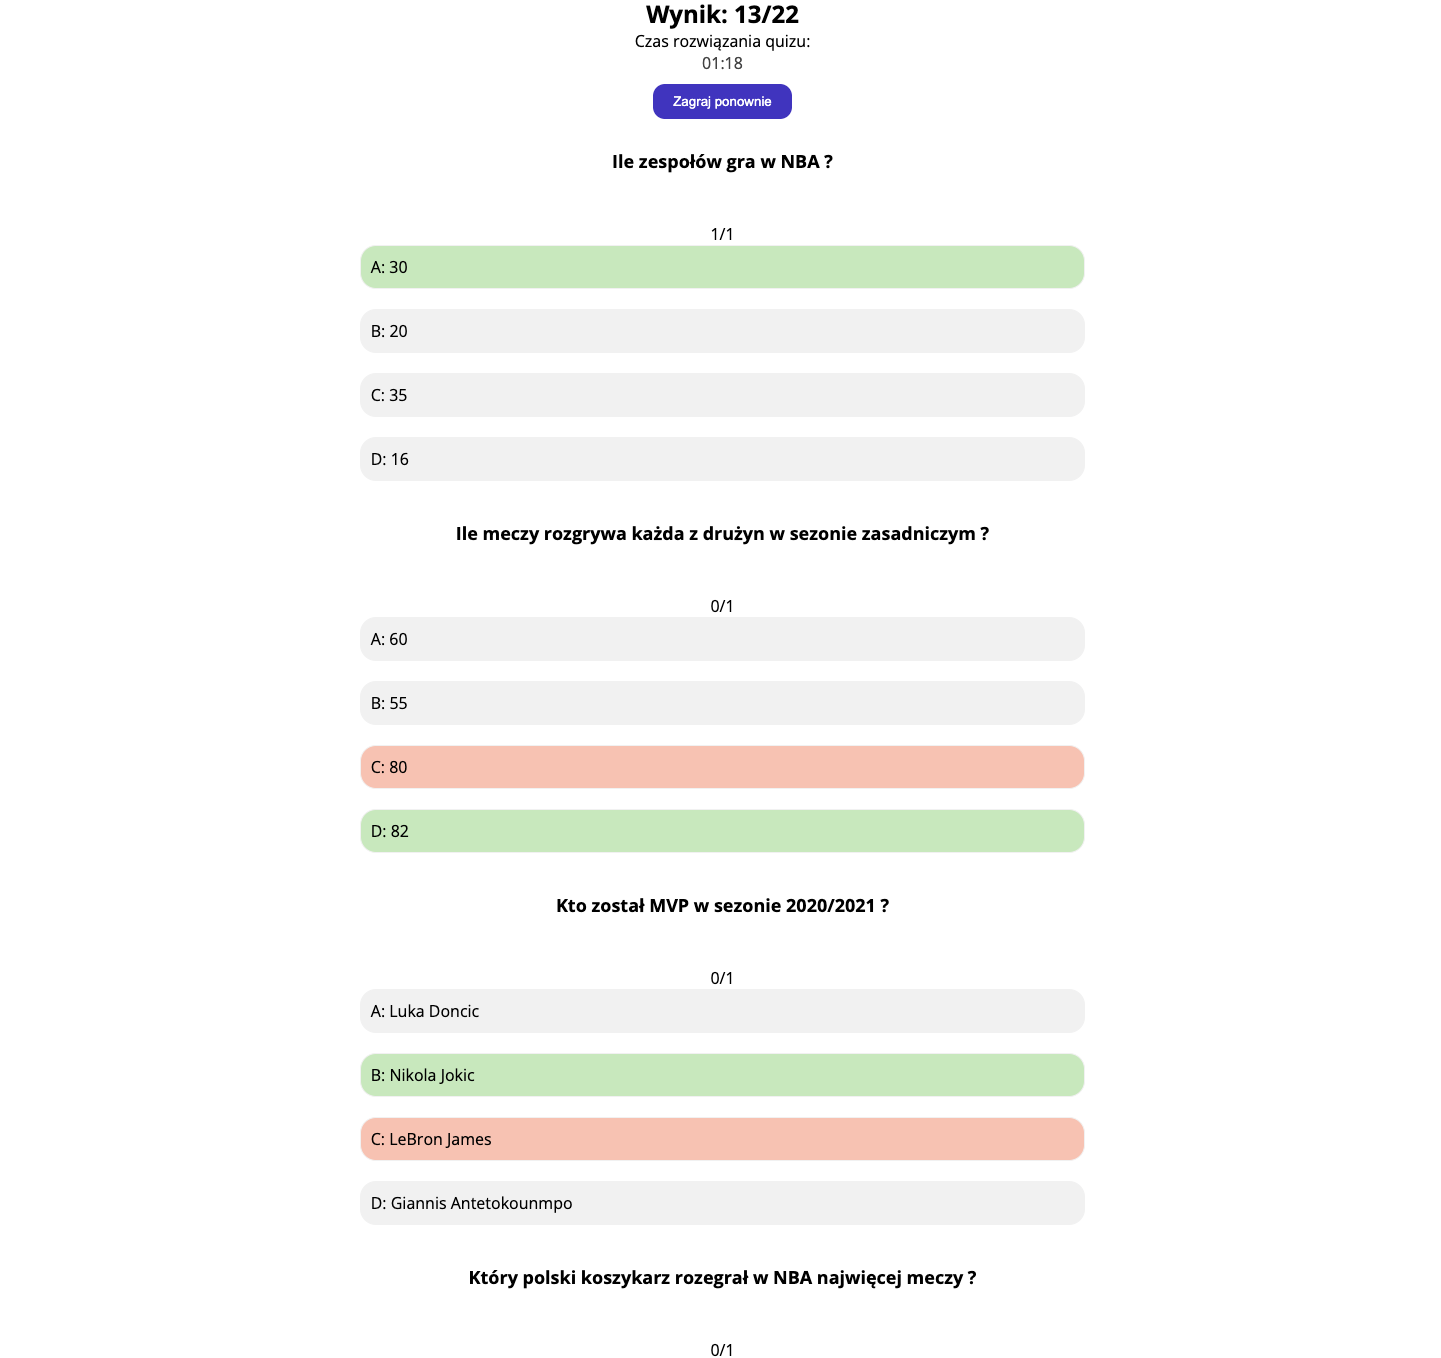 Wynik: 13/22
Czas rozwiązania quizu:
01:18
Zagraj ponownie
Ile zespołów gra w NBA ?
1/1
A: 30
B: 20
C: 35
D: 16
Ile meczy rozgrywa każda z drużyn w sezonie zasadniczym ?
0/1
A: 60
B: 55
C: 80
D: 82
Kto został MVP w sezonie 2020/2021 ?
0/1
A: Luka Doncic
B: Nikola Jokic
C: LeBron James
D: Giannis Antetokounmpo
Który polski koszykarz rozegrał w NBA najwięcej meczy ?
0/1